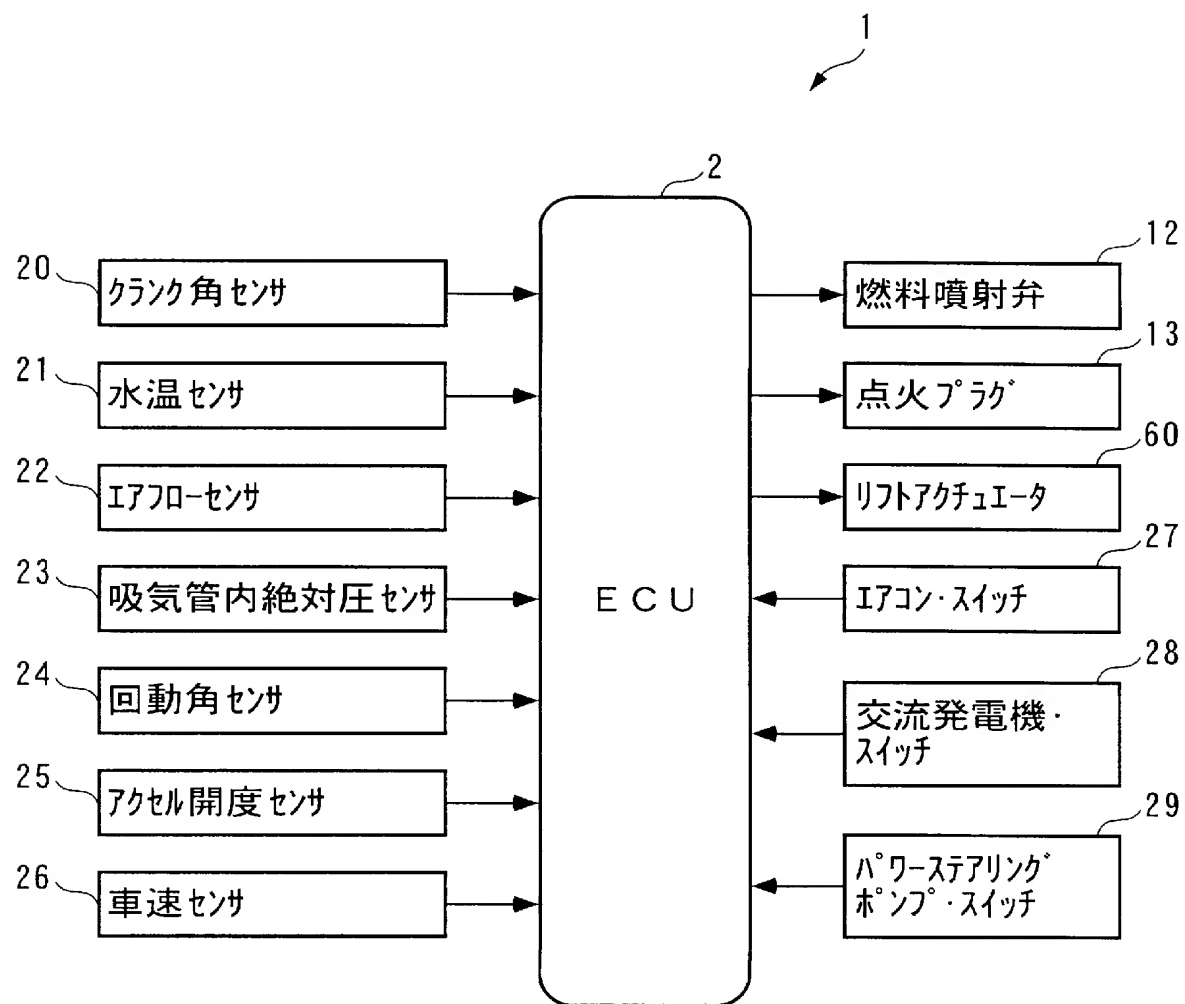 1
2
20
クランク角センサ
21
水温センサ
22
エアフローセンサ
23
吸気管内絶対圧センサ
24
回動角センサ
25
アクセル開度センサ
26
車速センサ
ECU
12
燃料噴射弁
13
点火プラグ
60
リフトアクチュエータ
27
エアコン・スイッチ
28
交流発電機・
スイッチ
29
パワーステアリング
ポンプ・スイッチ